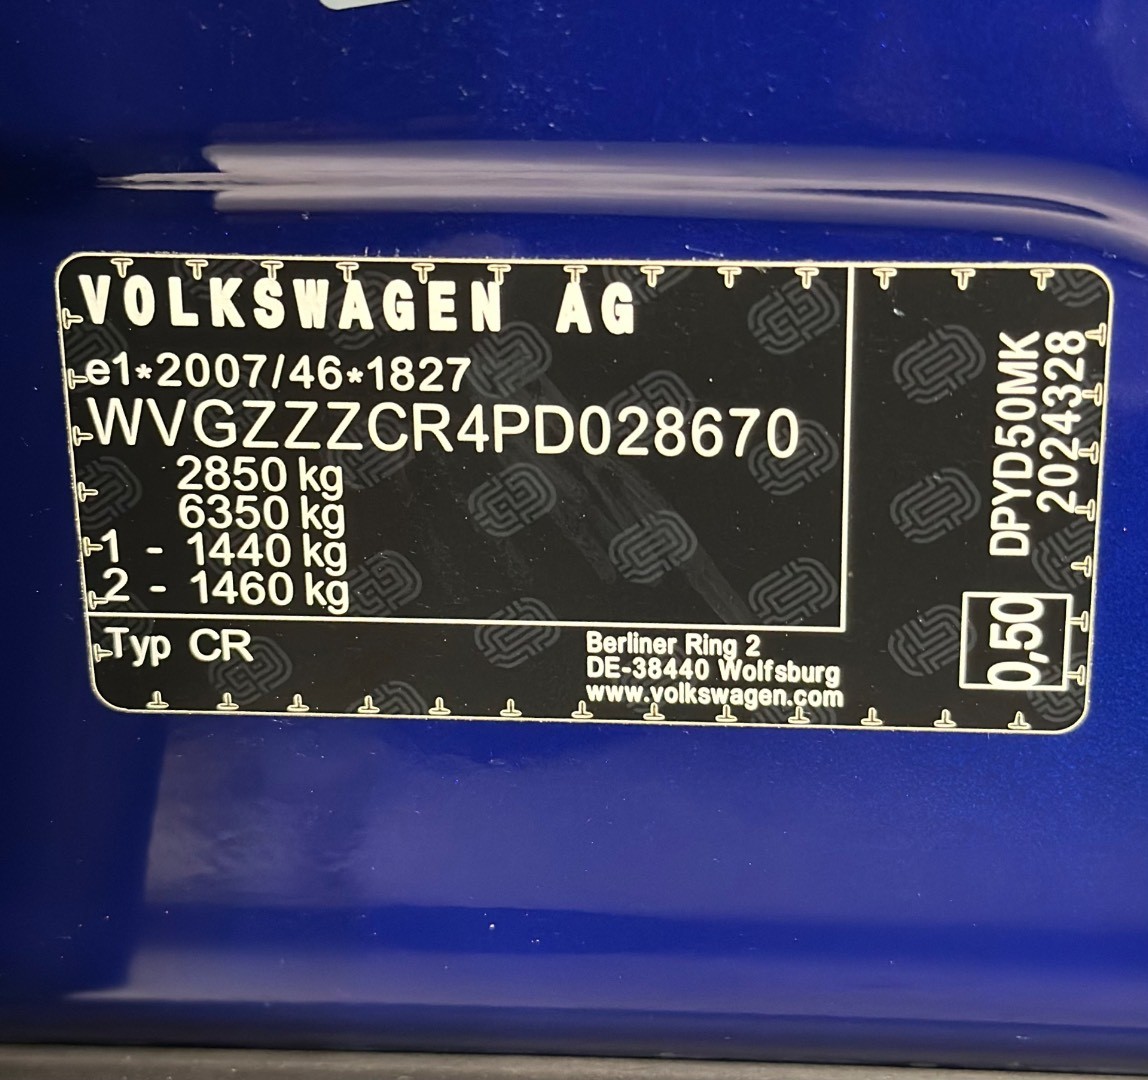 VOLKSWAGEN AG
e1*2007/46*1827
WVGZZZCR4PD028670
2850 kg
6350 kg
1 - 1440 kg
2 - 1460 kg
Typ CR
Berliner Ring 2
DE-38440 Wolfsburg
www.volkswagen.com
DPYD50MK
2024328
0,50